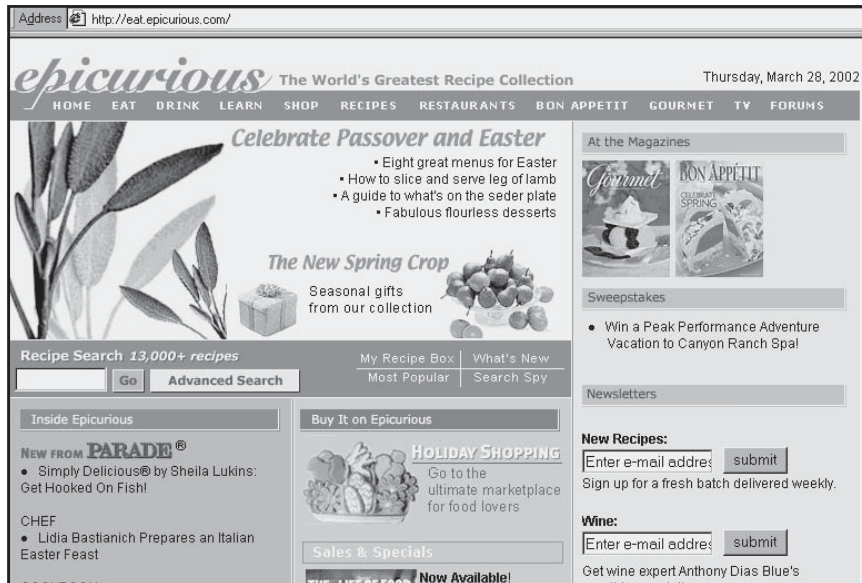 Address http://eat.epicurious.com/
epicurious The World's Greatest Recipe Collection
Thursday, March 28, 2002
HOME EAT DRINK LEARN SHOP RECIPES RESTAURANTS BON APPETIT GOURMET TV FORUMS
Celebrate Passover and Easter
▪ Eight great menus for Easter
▪ How to slice and serve leg of lamb
▪ A guide to what's on the seder plate
▪ Fabulous flourless desserts
The New Spring Crop
Seasonal gifts
from our collection
Recipe Search 13,000+ recipes
Go Advanced Search
My Recipe Box What's New
Most Popular Search Spy
Inside Epicurious
NEW FROM PARADE®
● Simply Delicious® by Sheila Lukins:
Get Hooked On Fish!
CHEF
● Lidia Bastianich Prepares an Italian
Easter Feast
Buy It on Epicurious
HOLIDAY SHOPPING
Go to the
ultimate marketplace
for food lovers
Sales & Specials
Now Available!
At the Magazines
Gourmet
BON APPÉTIT
CELEBRATE
SPRING
Sweepstakes
● Win a Peak Performance Adventure
Vacation to Canyon Ranch Spa!
Newsletters
New Recipes:
Enter e-mail addres submit
Sign up for a fresh batch delivered weekly.
Wine:
Enter e-mail addres submit
Get wine expert Anthony Dias Blue's